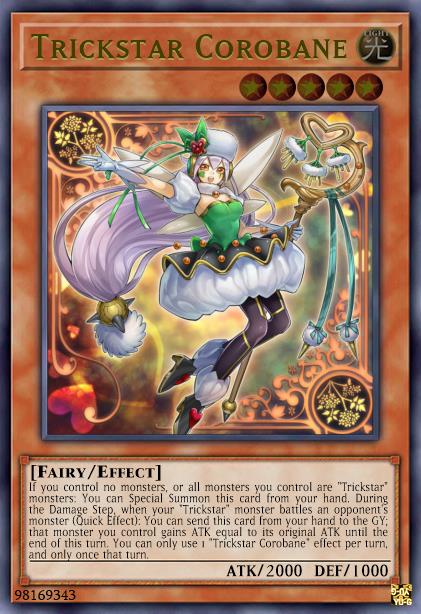 Trickstar Corobane
LIGHT
光
[Fairy/Effect]
If you control no monsters, or all monsters you control are "Trickstar"
monsters: You can Special Summon this card from your hand. During
the Damage Step, when your "Trickstar" monster battles an opponent's
monster (Quick Effect): You can send this card from your hand to the GY;
that monster you control gains ATK equal to its original ATK until the
end of this turn. You can only use 1 "Trickstar Corobane" effect per turn,
and only once that turn.
ATK/2000 DEF/1000
98169343